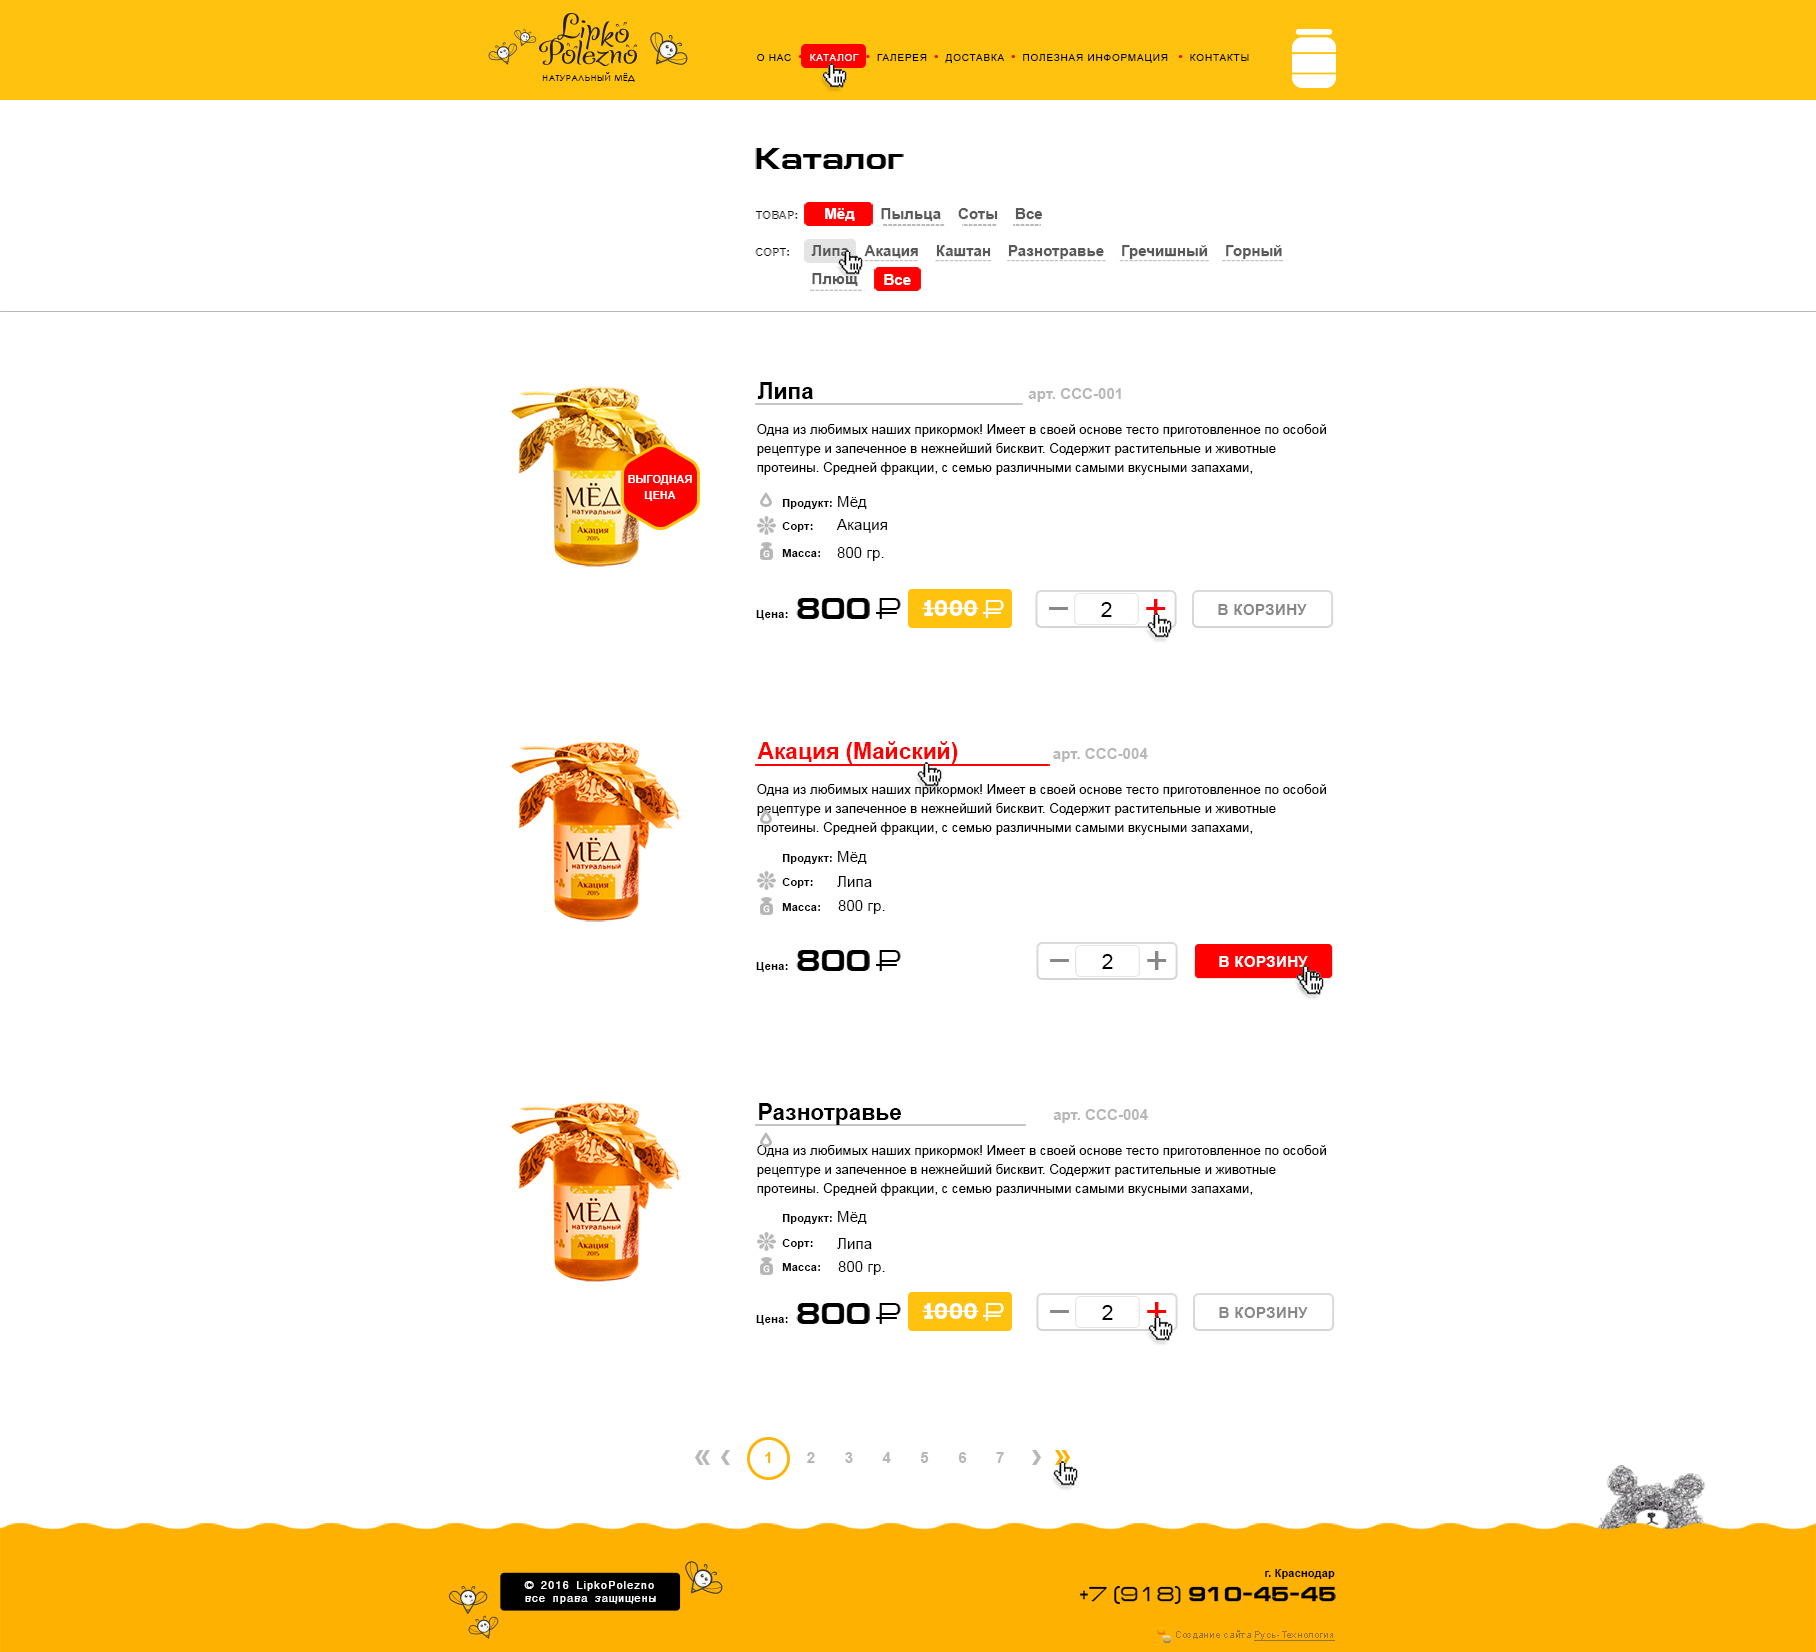 Lipko
Polezno
НАТУРАЛЬНЫЙ МЁД
О НАС • КАТАЛОГ • ГАЛЕРЕЯ • ДОСТАВКА • ПОЛЕЗНАЯ ИНФОРМАЦИЯ • КОНТАКТЫ
Каталог
ТОВАР: Мёд Пыльца Соты Все
СОРТ: Липа Акация Каштан Разнотравье Гречишный Горный
Плющ Все
Липа арт. ССС-001
Одна из любимых наших прикормок! Имеет в своей основе тесто приготовленное по особой
рецептуре и запеченное в нежнейший бисквит. Содержит растительные и животные
протеины. Средней фракции, с семью различными самыми вкусными запахами,
ВЫГОДНАЯ
ЦЕНА
МЁД
натуральный
Акация
2015
Продукт: Мёд
Сорт: Акация
G Масса: 800 гр.
Цена: 800 ₽ 1000 ₽ − 2 + В КОРЗИНУ
Акация (Майский) арт. ССС-004
Одна из любимых наших прикормок! Имеет в своей основе тесто приготовленное по особой
рецептуре и запеченное в нежнейший бисквит. Содержит растительные и животные
протеины. Средней фракции, с семью различными самыми вкусными запахами,
МЁД
натуральный
Акация
2015
Продукт: Мёд
Сорт: Липа
G Масса: 800 гр.
Цена: 800 ₽ − 2 + В КОРЗИНУ
Разнотравье арт. ССС-004
Одна из любимых наших прикормок! Имеет в своей основе тесто приготовленное по особой
рецептуре и запеченное в нежнейший бисквит. Содержит растительные и животные
протеины. Средней фракции, с семью различными самыми вкусными запахами,
МЁД
натуральный
Акация
2015
Продукт: Мёд
Сорт: Липа
G Масса: 800 гр.
Цена: 800 ₽ 1000 ₽ − 2 + В КОРЗИНУ
« ‹ 1 2 3 4 5 6 7 › »
© 2016 LipkoPolezno
все права защищены
г. Краснодар
+7 (918) 910-45-45
Создание сайта Русь-Технология